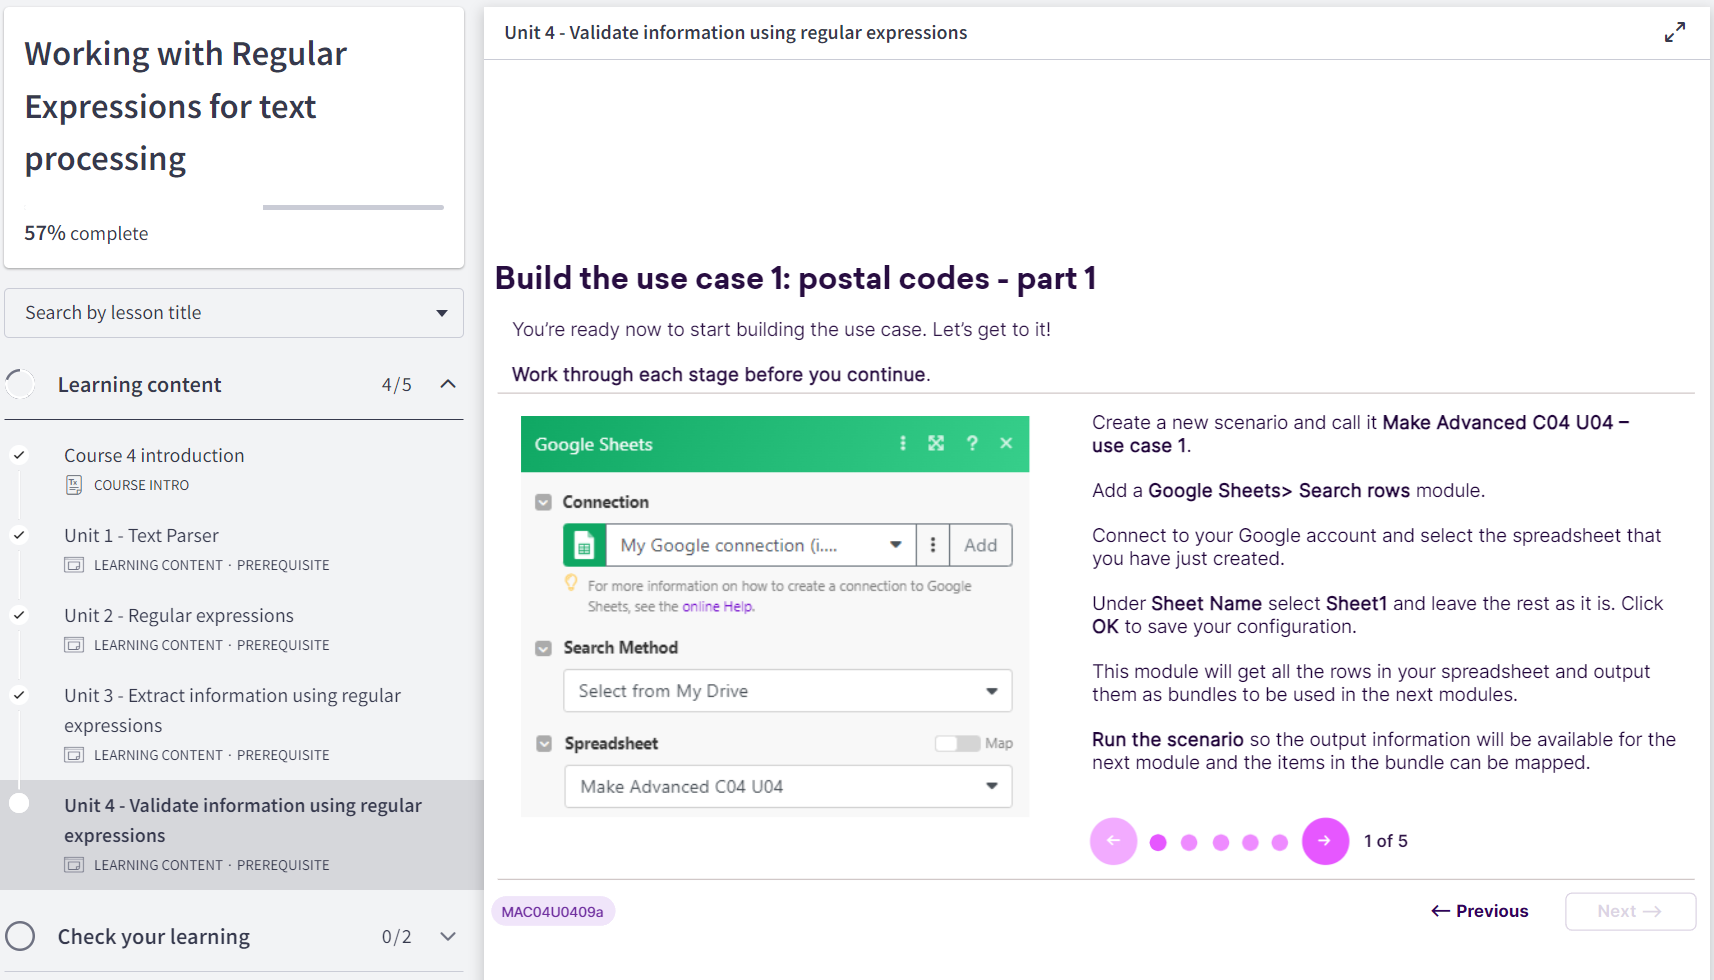 Working with Regular
Expressions for text
processing
57% complete
Search by lesson title
Learning content 4/5
Course 4 introduction
COURSE INTRO
Unit 1 - Text Parser
LEARNING CONTENT · PREREQUISITE
Unit 2 - Regular expressions
LEARNING CONTENT · PREREQUISITE
Unit 3 - Extract information using regular
expressions
LEARNING CONTENT · PREREQUISITE
Unit 4 - Validate information using regular
expressions
LEARNING CONTENT · PREREQUISITE
Check your learning 0/2
Unit 4 - Validate information using regular expressions
Build the use case 1: postal codes - part 1
You’re ready now to start building the use case. Let’s get to it!
Work through each stage before you continue.
Google Sheets
Connection
My Google connection (i....
Add
For more information on how to create a connection to Google
Sheets, see the online Help.
Search Method
Select from My Drive
Spreadsheet
Map
Make Advanced C04 U04
Create a new scenario and call it Make Advanced C04 U04 –
use case 1.
Add a Google Sheets> Search rows module.
Connect to your Google account and select the spreadsheet that
you have just created.
Under Sheet Name select Sheet1 and leave the rest as it is. Click
OK to save your configuration.
This module will get all the rows in your spreadsheet and output
them as bundles to be used in the next modules.
Run the scenario so the output information will be available for the
next module and the items in the bundle can be mapped.
← → 1 of 5
MAC04U0409a
← Previous
Next →